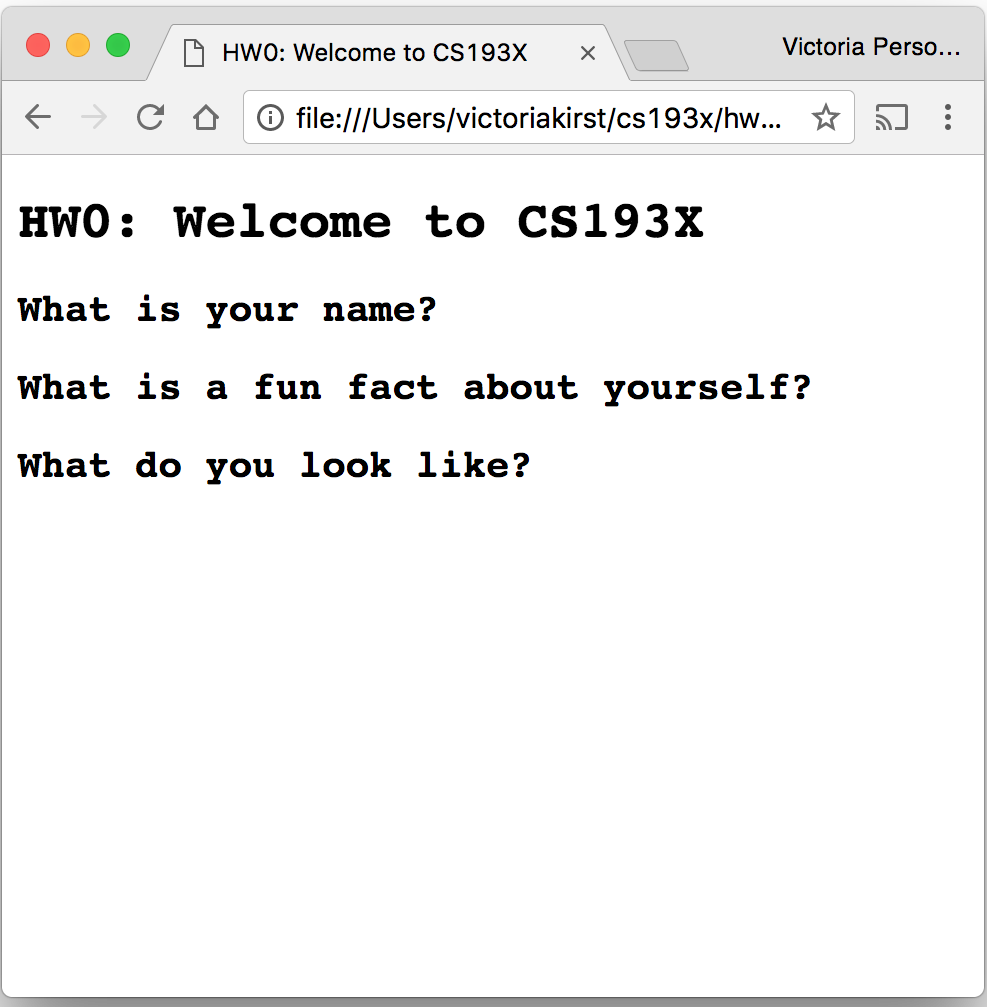 HW0: Welcome to CS193X
Victoria Perso...
file:///Users/victoriakirst/cs193x/hw...
HW0: Welcome to CS193X
What is your name?
What is a fun fact about yourself?
What do you look like?